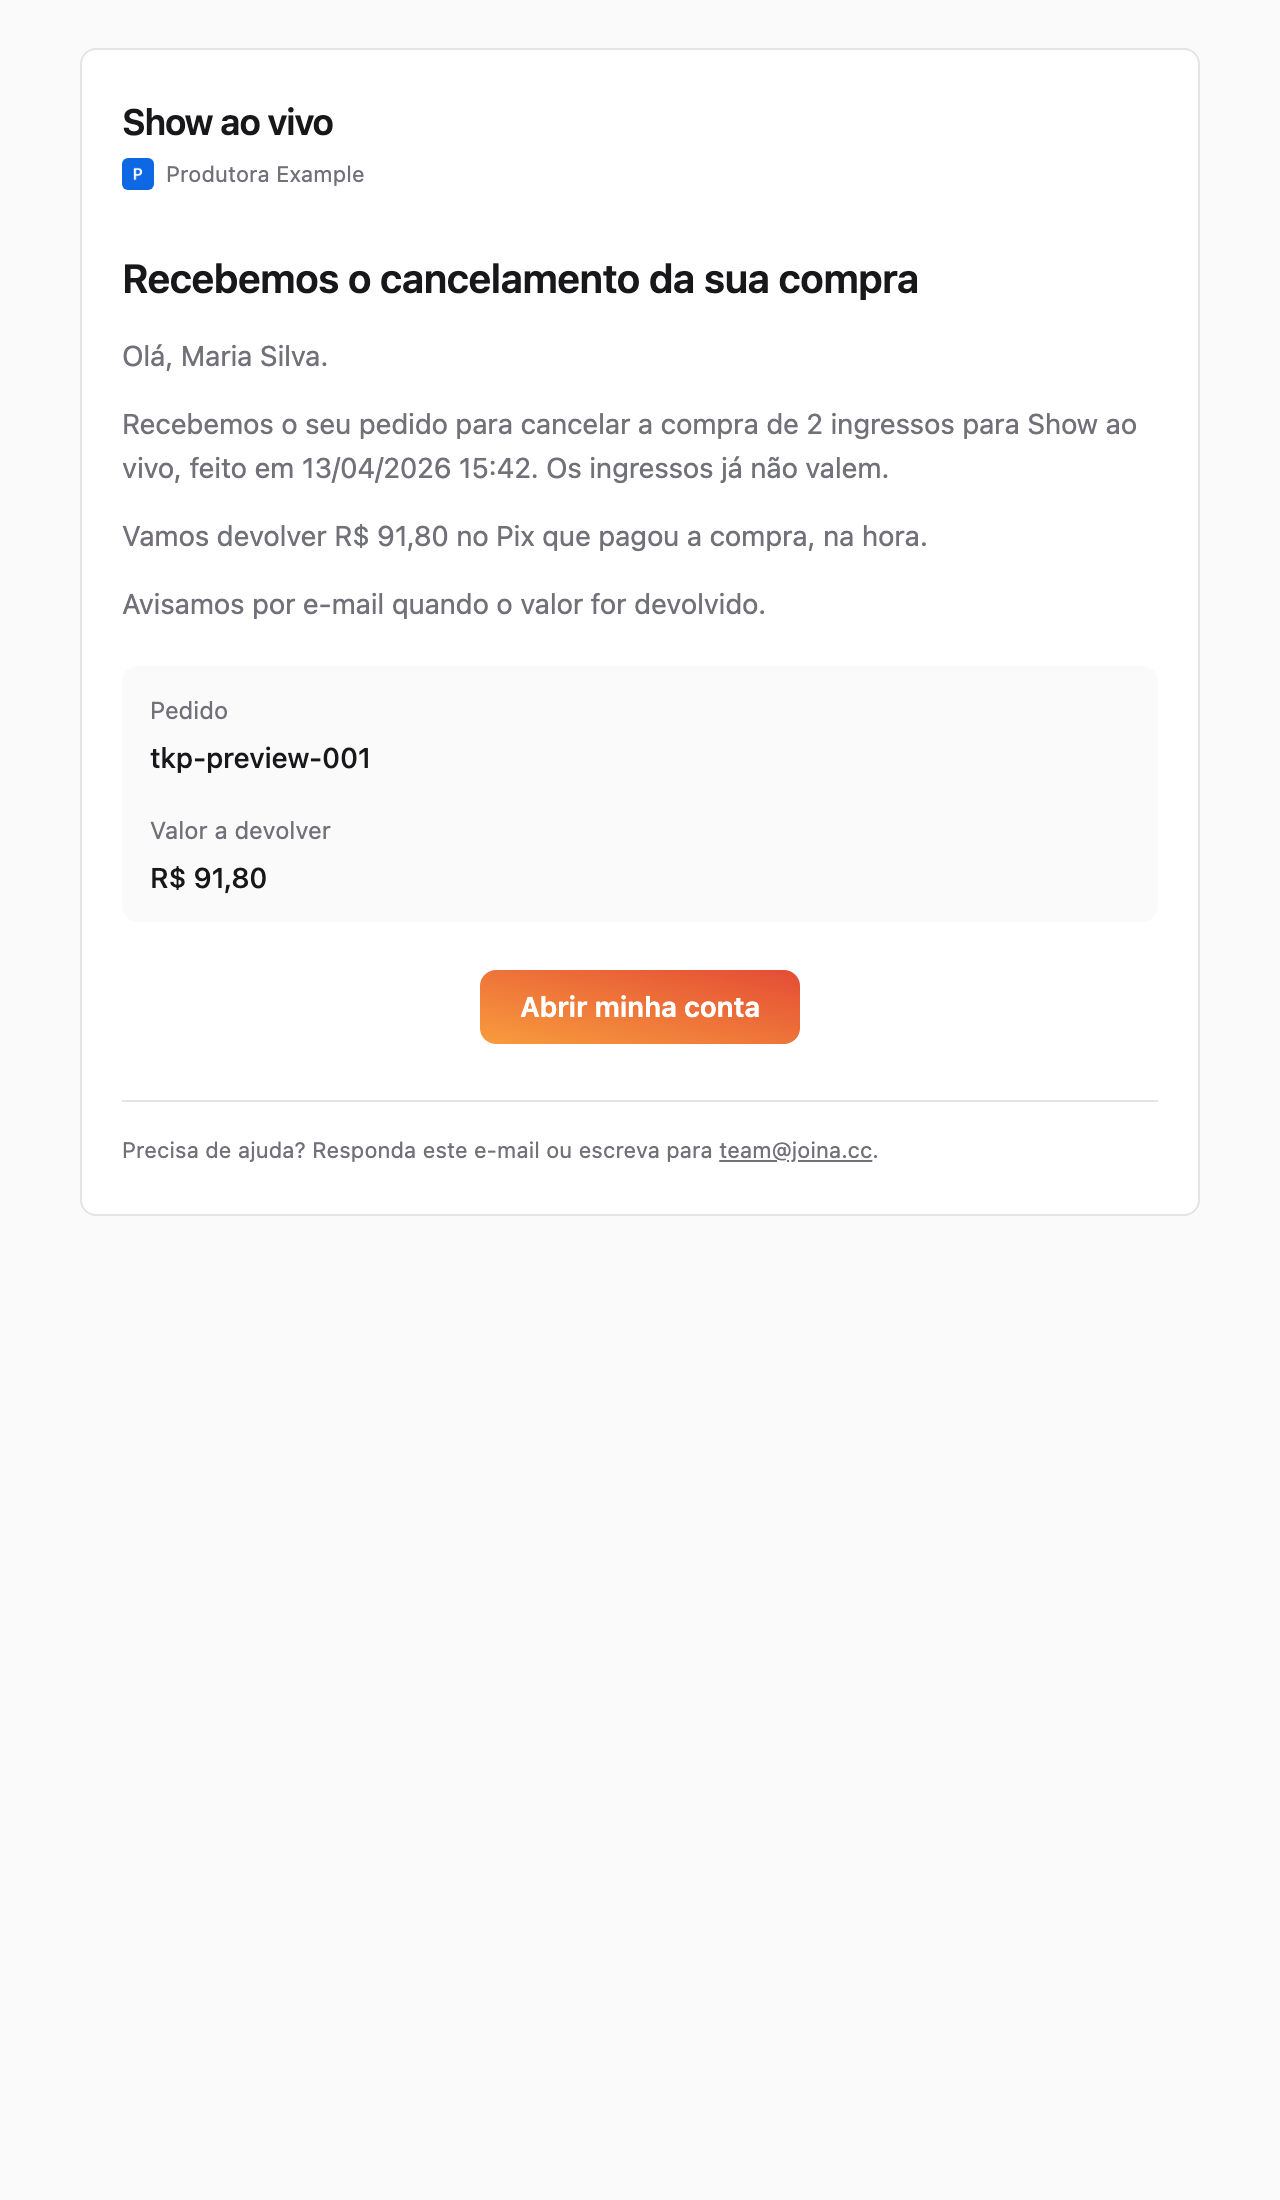 Show ao vivo
P Produtora Example
Recebemos o cancelamento da sua compra
Olá, Maria Silva.
Recebemos o seu pedido para cancelar a compra de 2 ingressos para Show ao
vivo, feito em 13/04/2026 15:42. Os ingressos já não valem.
Vamos devolver R$ 91,80 no Pix que pagou a compra, na hora.
Avisamos por e-mail quando o valor for devolvido.
Pedido
tkp-preview-001
Valor a devolver
R$ 91,80
Abrir minha conta
Precisa de ajuda? Responda este e-mail ou escreva para team@joina.cc.